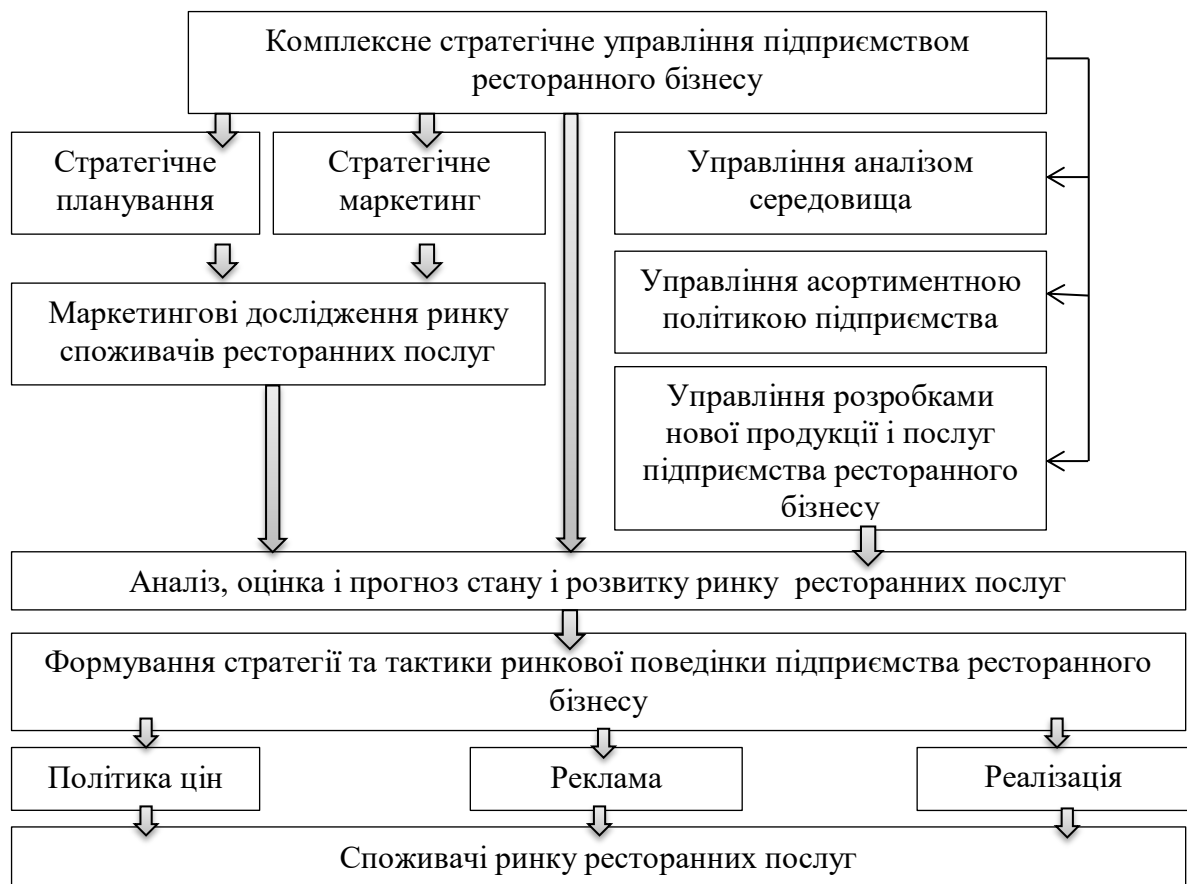 Комплексне стратегічне управління підприємством
ресторанного бізнесу
Стратегічне
планування
Стратегічне
маркетинг
Управління аналізом
середовища
Управління асортиментною
політикою підприємства
Маркетингові дослідження ринку
споживачів ресторанних послуг
Управління розробками
нової продукції і послуг
підприємства ресторанного
бізнесу
Аналіз, оцінка і прогноз стану і розвитку ринку ресторанних послуг
Формування стратегії та тактики ринкової поведінки підприємства ресторанного
бізнесу
Політика цін
Реклама
Реалізація
Споживачі ринку ресторанних послуг